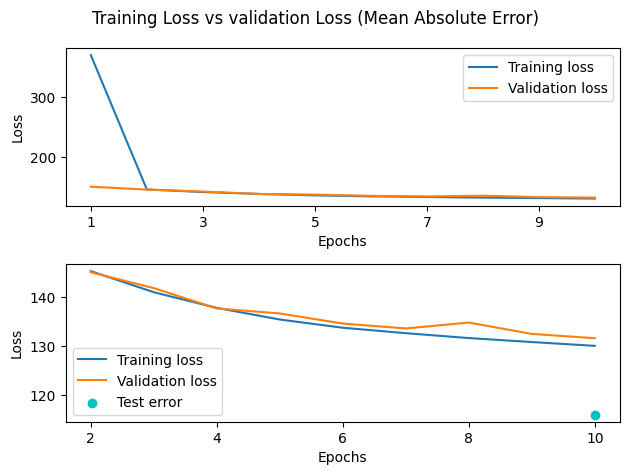 Training Loss vs validation Loss (Mean Absolute Error)
Training loss
Validation loss
300
200
Loss
1 3 5 7 9
Epochs
140
130
120
Loss
Training loss
Validation loss
Test error
2 4 6 8 10
Epochs